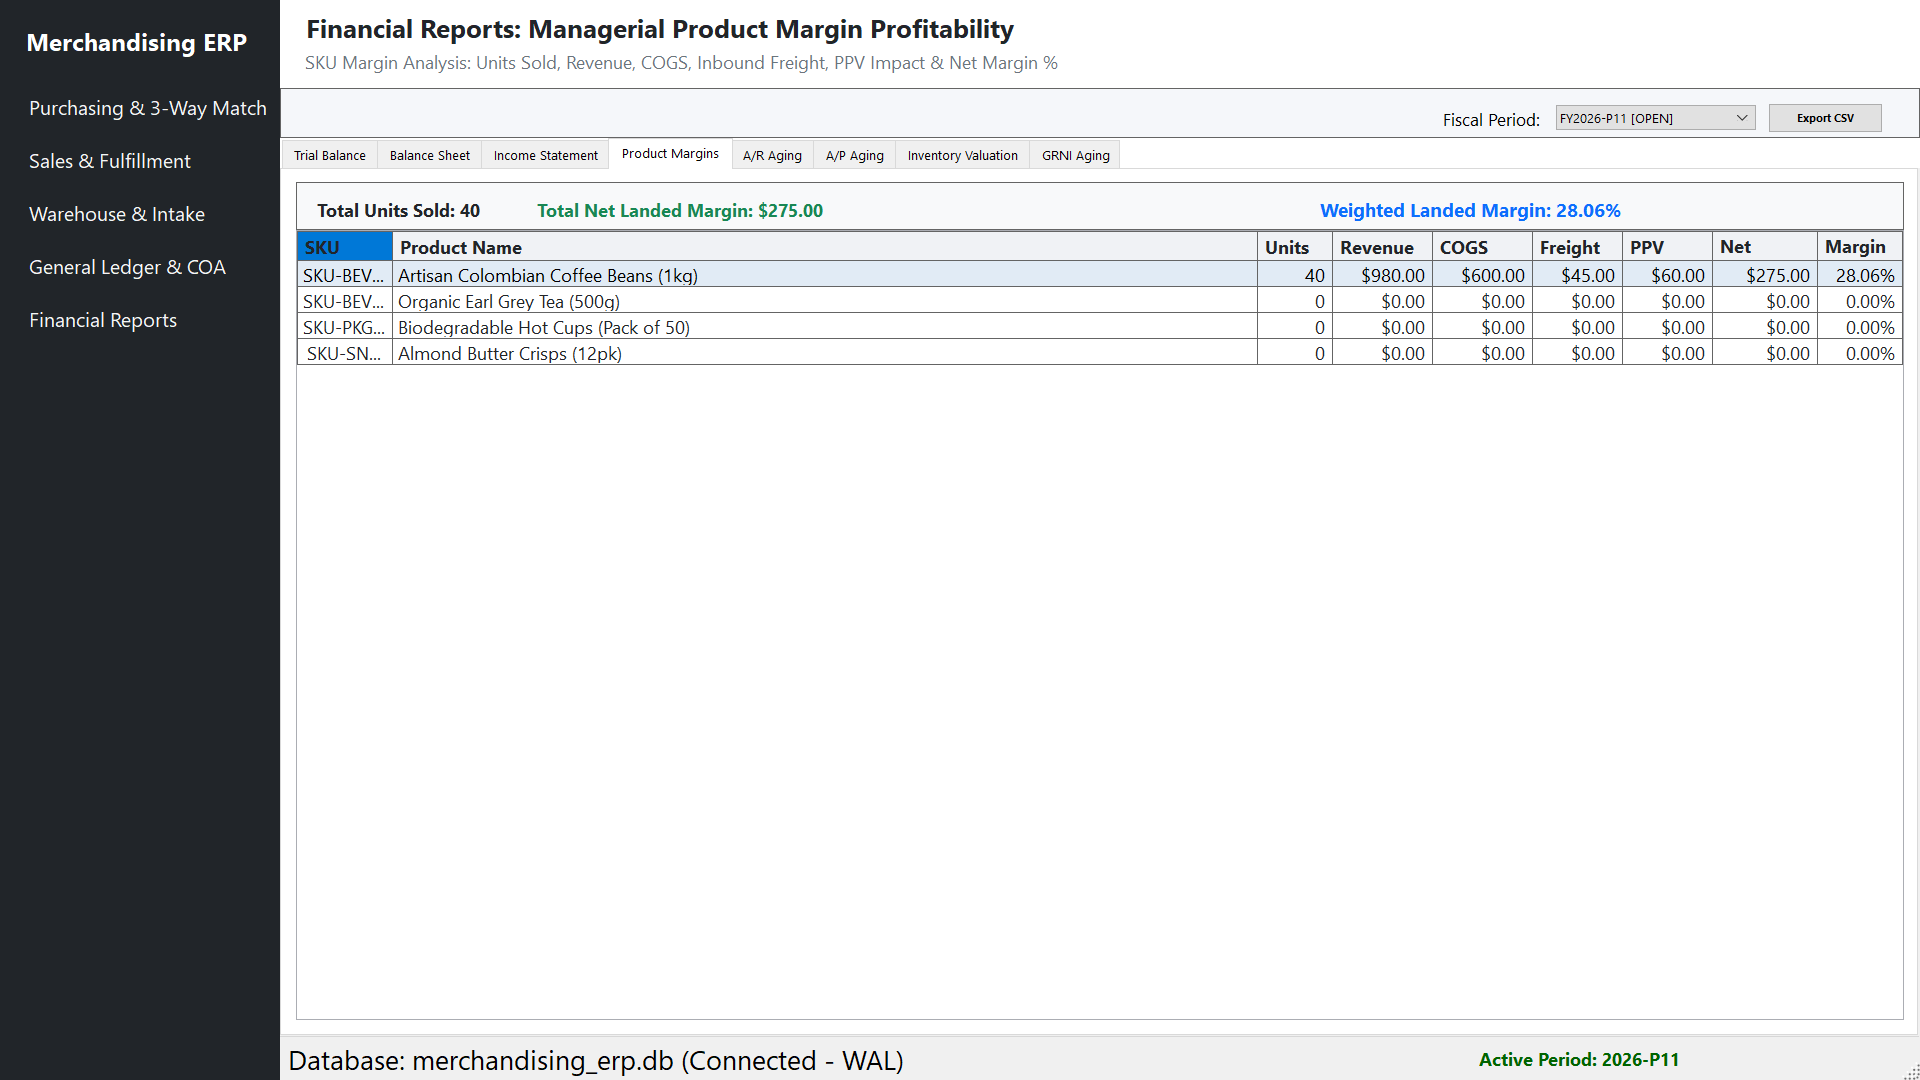 Merchandising ERP
Purchasing & 3-Way Match
Sales & Fulfillment
Warehouse & Intake
General Ledger & COA
Financial Reports
Financial Reports: Managerial Product Margin Profitability
SKU Margin Analysis: Units Sold, Revenue, COGS, Inbound Freight, PPV Impact & Net Margin %
Fiscal Period: FY2026-P11 [OPEN] Export CSV
Trial Balance Balance Sheet Income Statement Product Margins A/R Aging A/P Aging Inventory Valuation GRNI Aging
Total Units Sold: 40 Total Net Landed Margin: $275.00 Weighted Landed Margin: 28.06%
SKU Product Name Units Revenue COGS Freight PPV Net Margin
SKU-BEV... Artisan Colombian Coffee Beans (1kg) 40 $980.00 $600.00 $45.00 $60.00 $275.00 28.06%
SKU-BEV... Organic Earl Grey Tea (500g) 0 $0.00 $0.00 $0.00 $0.00 $0.00 0.00%
SKU-PKG... Biodegradable Hot Cups (Pack of 50) 0 $0.00 $0.00 $0.00 $0.00 $0.00 0.00%
SKU-SN... Almond Butter Crisps (12pk) 0 $0.00 $0.00 $0.00 $0.00 $0.00 0.00%
Database: merchandising_erp.db (Connected - WAL) Active Period: 2026-P11